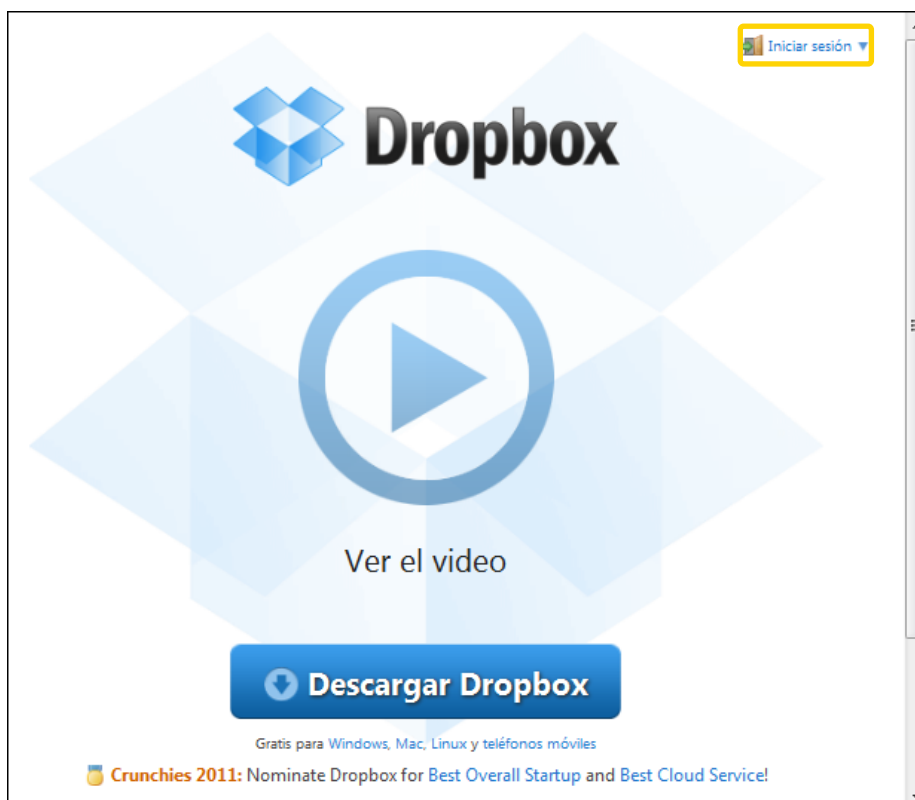 Iniciar sesión ▼
Dropbox
Ver el video
Descargar Dropbox
Gratis para Windows, Mac, Linux y teléfonos móviles
Crunchies 2011: Nominate Dropbox for Best Overall Startup and Best Cloud Service!